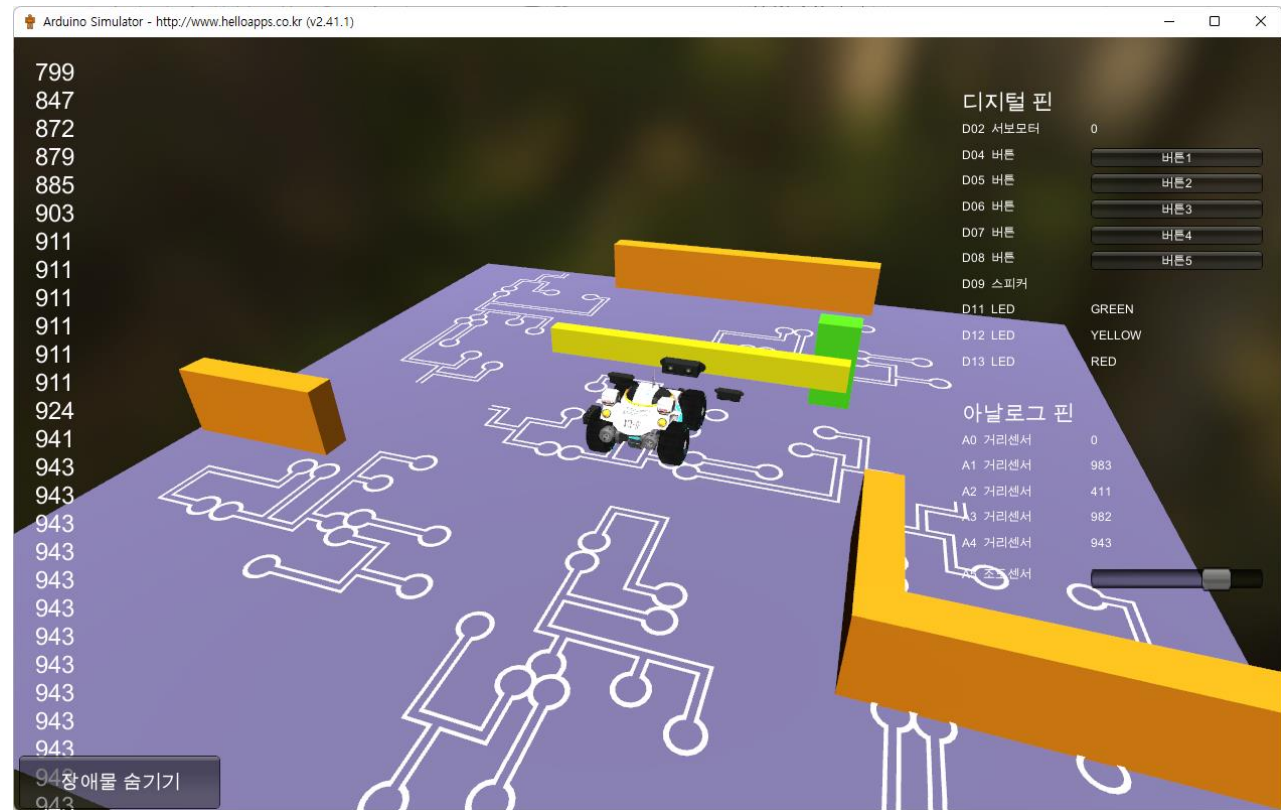 Arduino Simulator - http://www.helloapps.co.kr (v2.41.1)
799
847
872
879
885
903
911
911
911
911
911
911
924
941
943
943
943
943
943
943
943
943
943
943
943
943
943
장애물 숨기기
디지털 핀
D02 서보모터 0
D04 버튼 버튼1
D05 버튼 버튼2
D06 버튼 버튼3
D07 버튼 버튼4
D08 버튼 버튼5
D09 스피커
D11 LED GREEN
D12 LED YELLOW
D13 LED RED
아날로그 핀
A0 거리센서 0
A1 거리센서 983
A2 거리센서 411
A3 거리센서 982
A4 거리센서 943
A5 조도센서